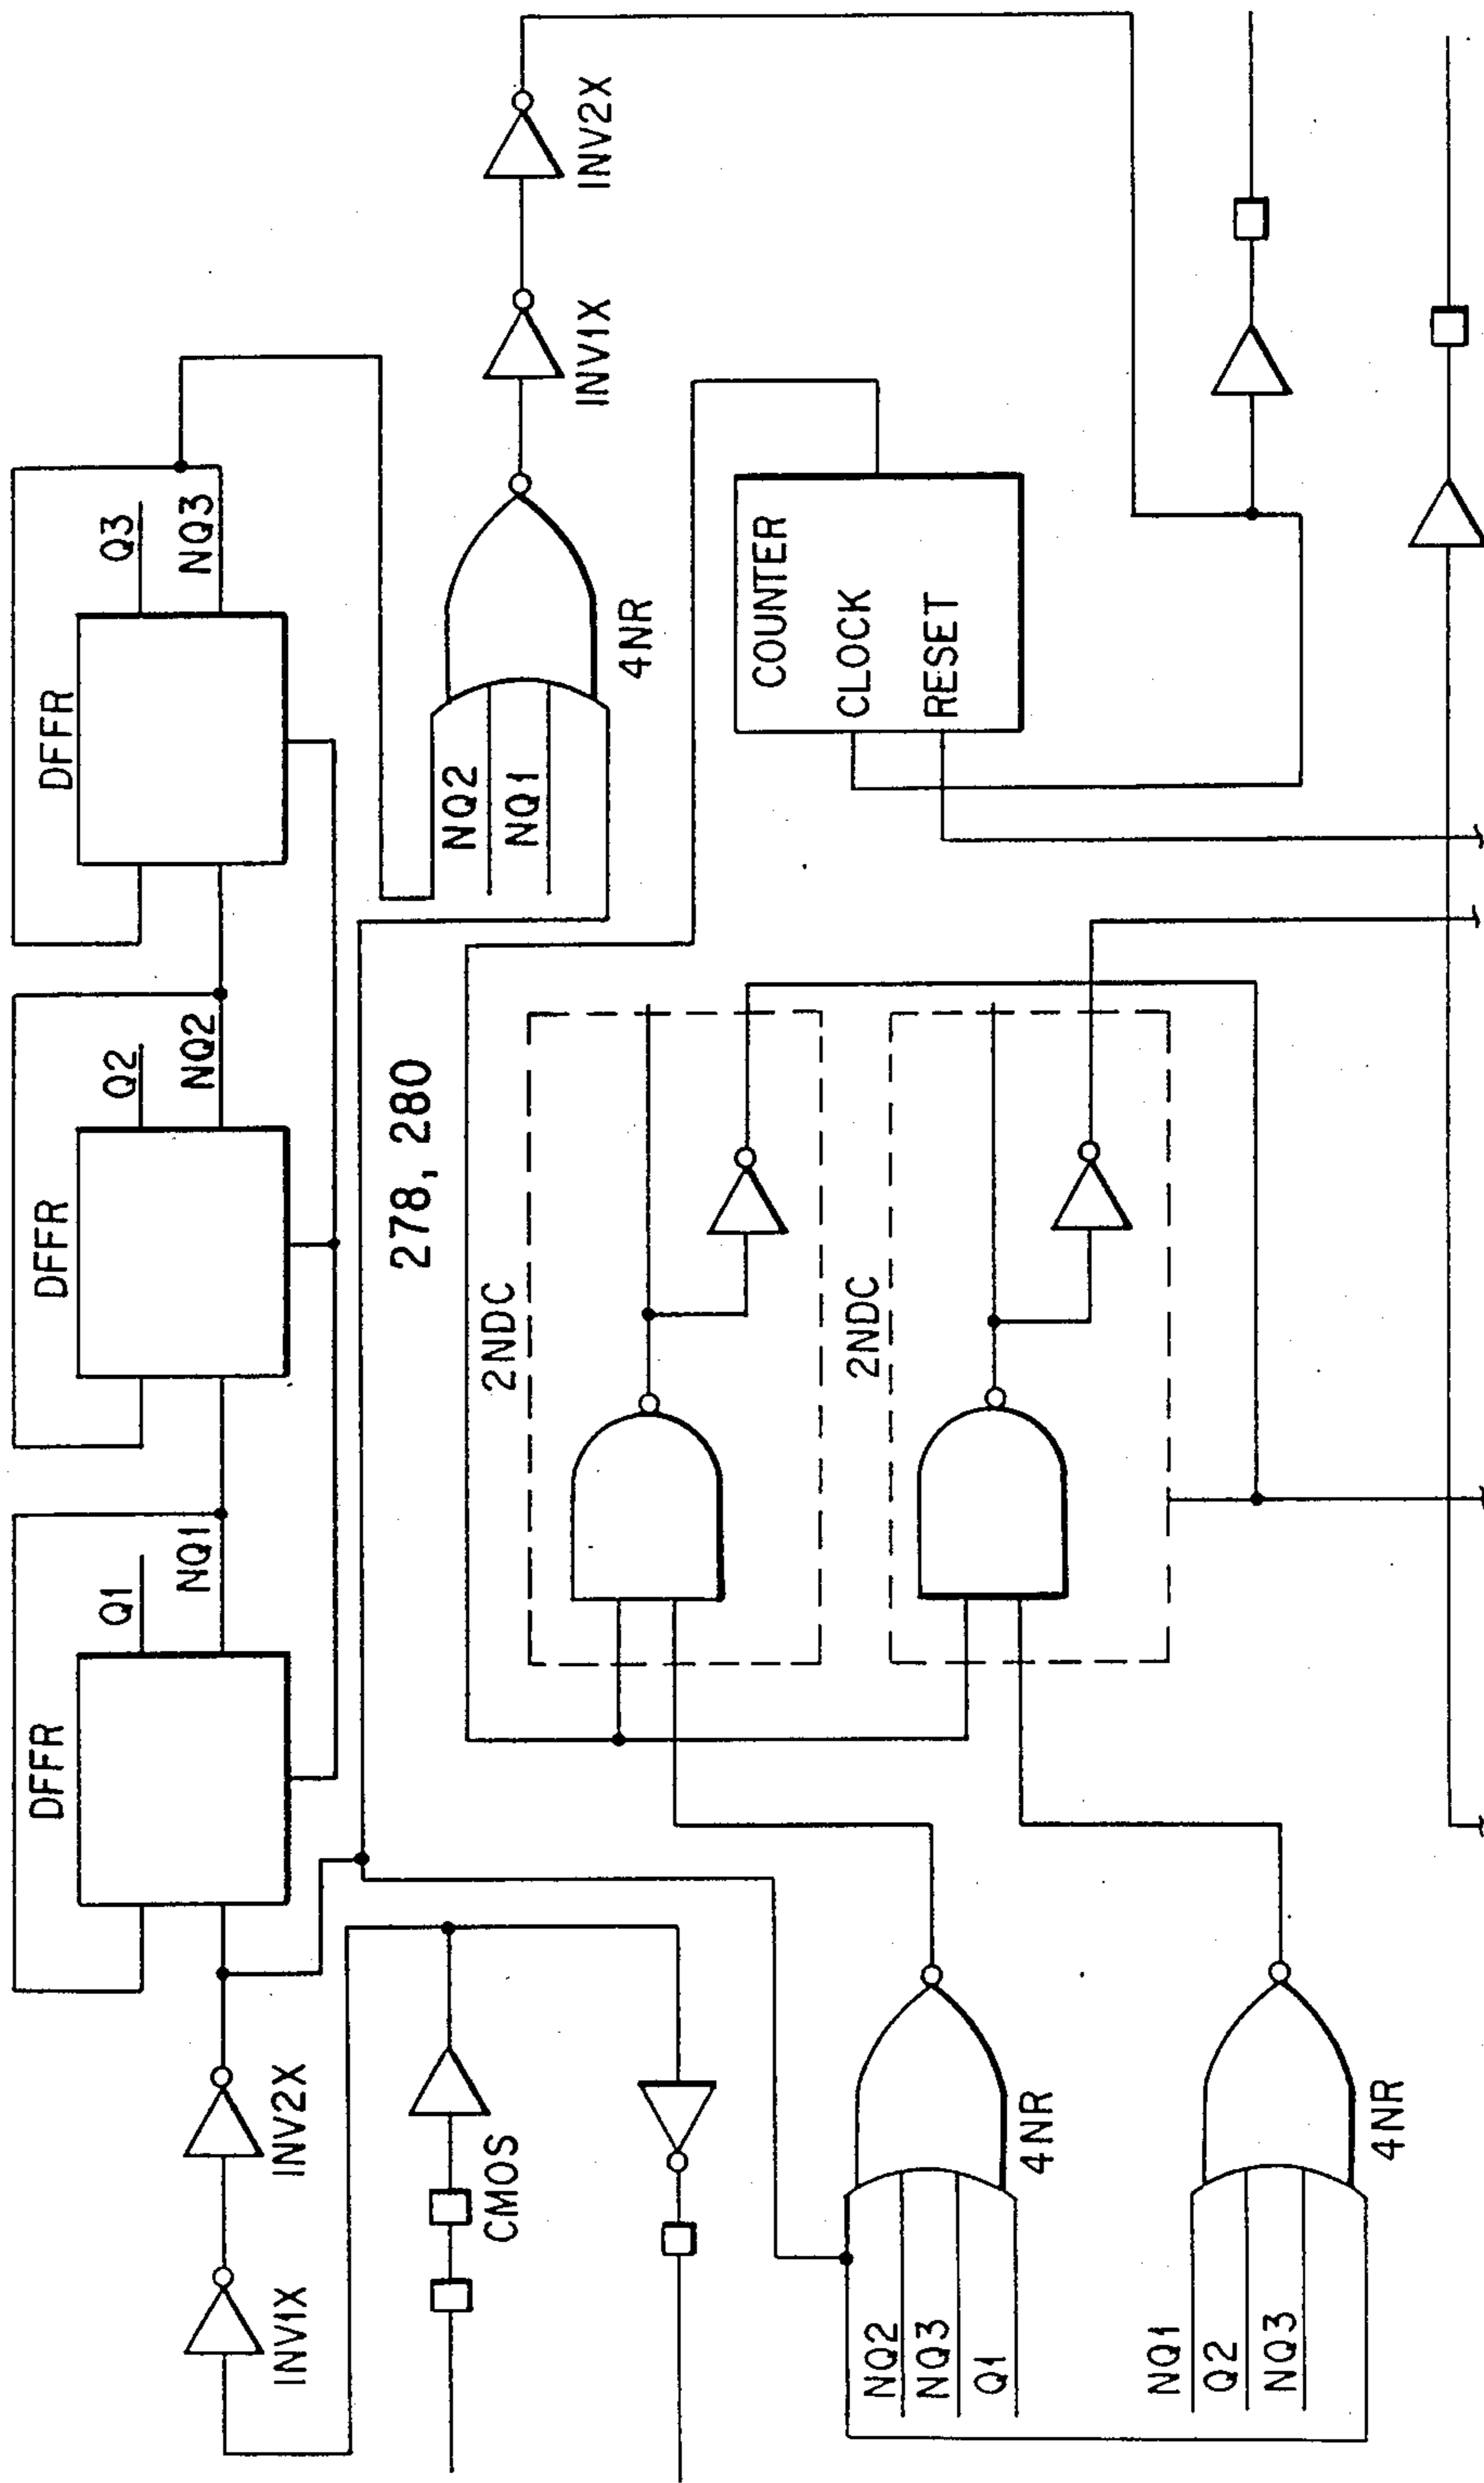 DFFR
DFFR
DFFR
Q1
NQ1
Q2
NQ2
Q3
NQ3
INV1X
INV2X
278, 280
NQ2
NQ1
4NR
INV1X
INV2X
CMOS
2NDC
2NDC
COUNTER
CLOCK
RESET
NQ2
NQ3
Q1
4NR
NQ1
Q2
NQ3
4NR